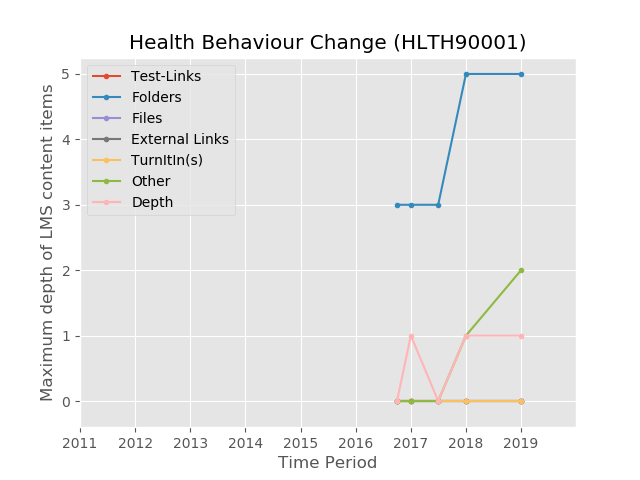 Health Behaviour Change (HLTH90001)
Test-Links
Folders
Files
External Links
TurnItIn(s)
Other
Depth
Maximum depth of LMS content items
5
4
3
2
1
0
2011 2012 2013 2014 2015 2016 2017 2018 2019
Time Period